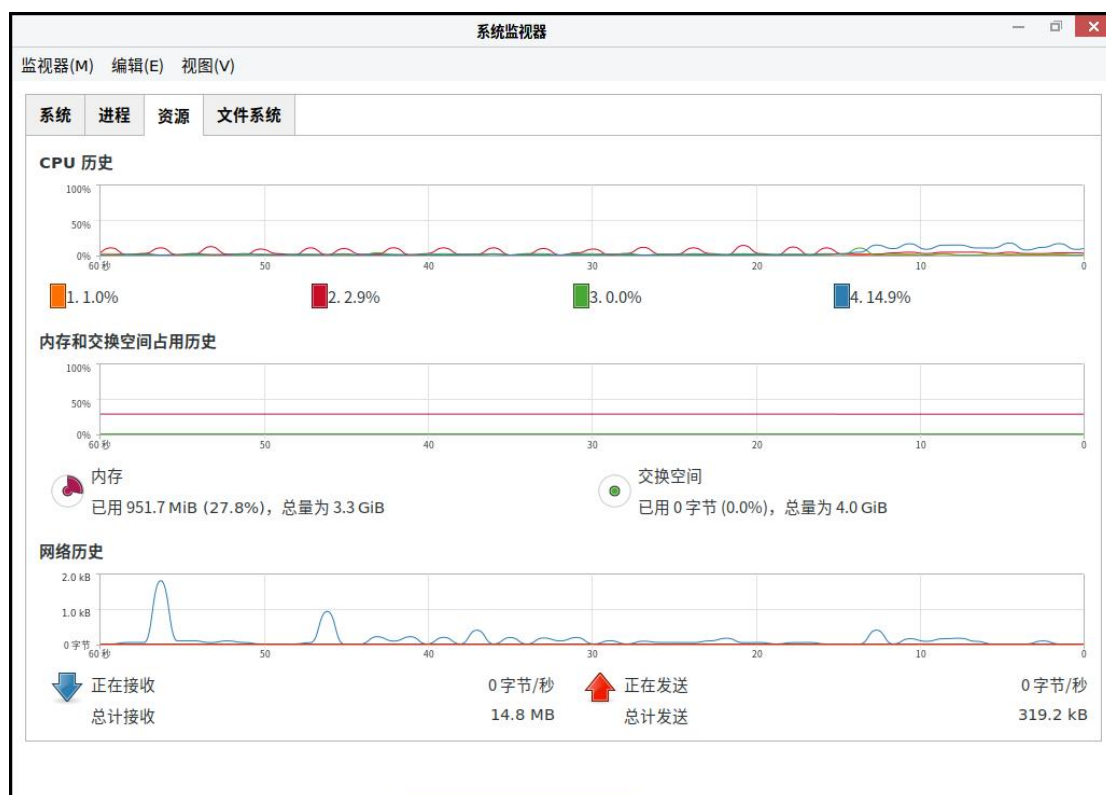 系统监视器
监视器(M) 编辑(E) 视图(V)
系统 进程 资源 文件系统
CPU 历史
100%
50%
0%
60 秒 50 40 30 20 10 0
1. 1.0% 2. 2.9% 3. 0.0% 4. 14.9%
内存和交换空间占用历史
100%
50%
0%
60 秒 50 40 30 20 10 0
内存 交换空间
已用 951.7 MiB (27.8%)，总量为 3.3 GiB 已用 0 字节 (0.0%)，总量为 4.0 GiB
网络历史
2.0 kB
1.0 kB
0 字节
60 秒 50 40 30 20 10 0
正在接收 0 字节/秒 正在发送 0 字节/秒
总计接收 14.8 MB 总计发送 319.2 kB